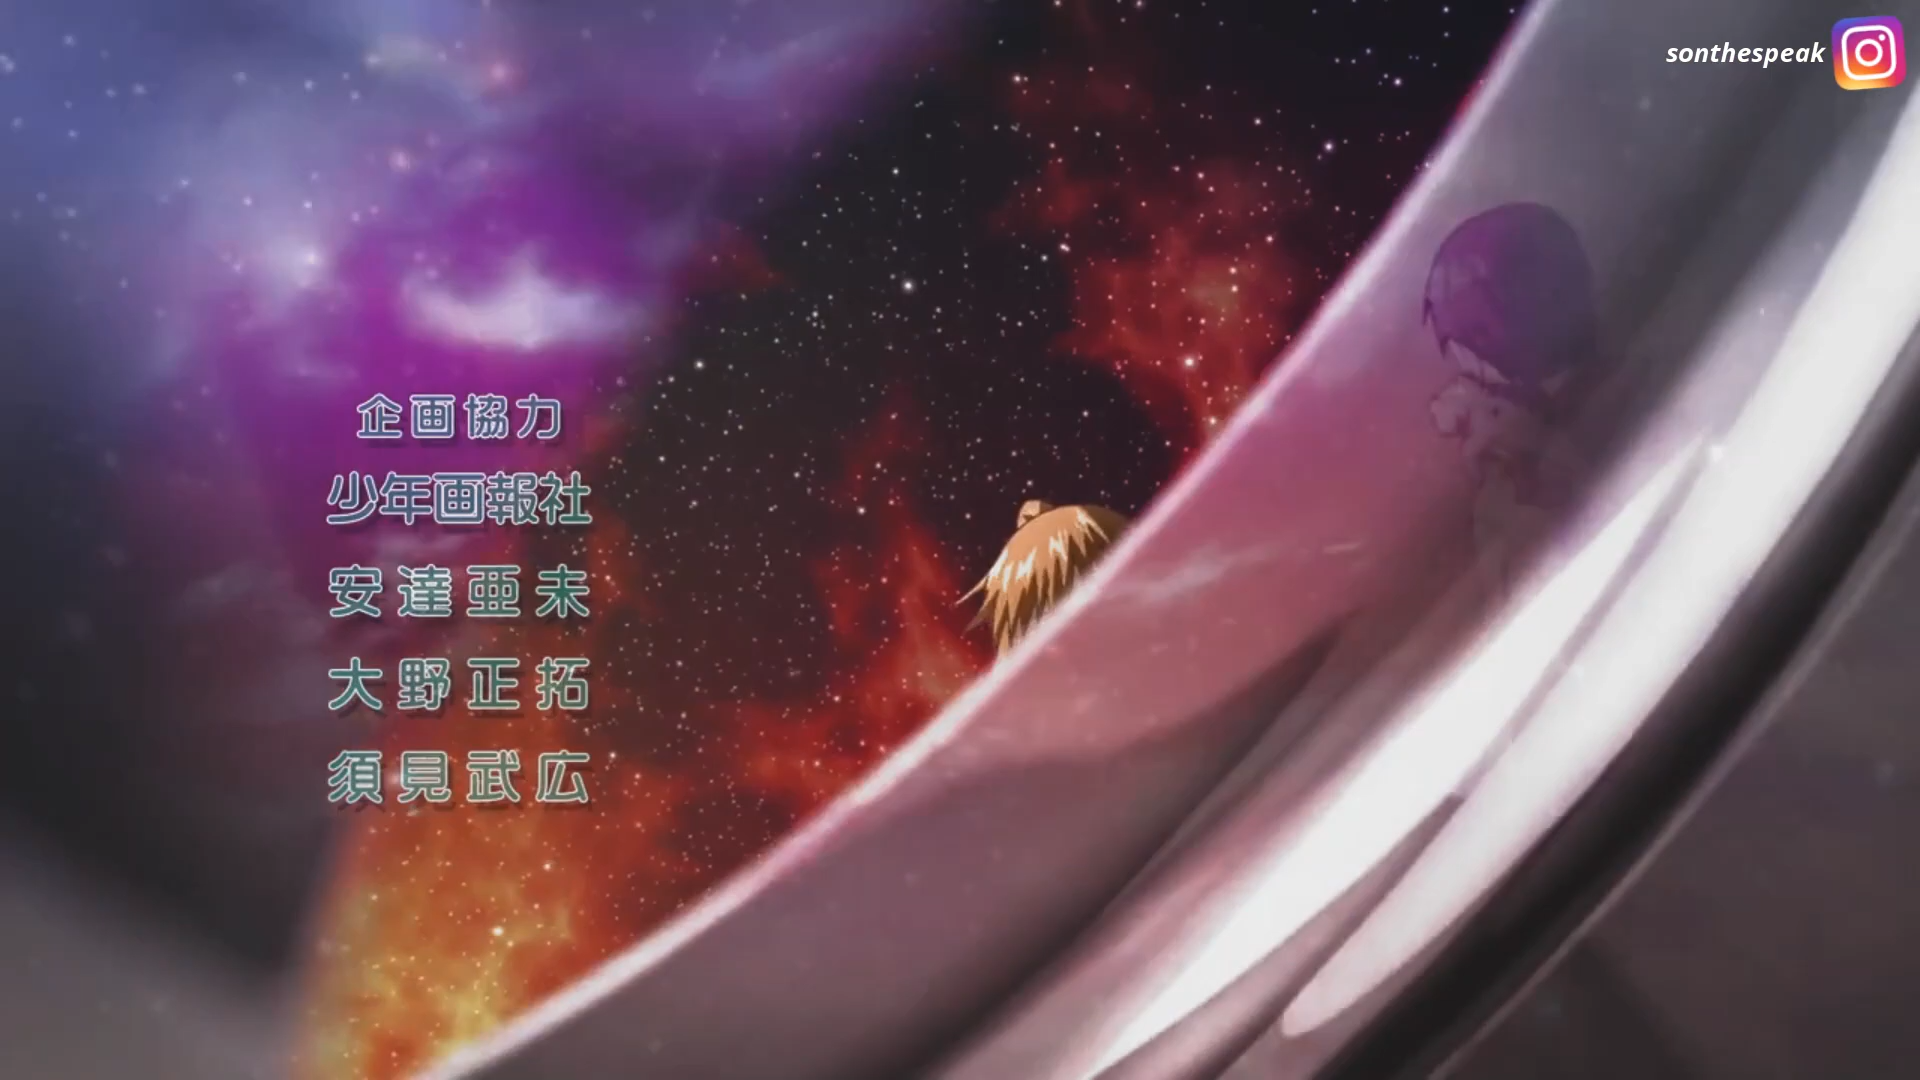 sonthespeak
企画協力
少年画報社
安達亜未
大野正拓
須見武広